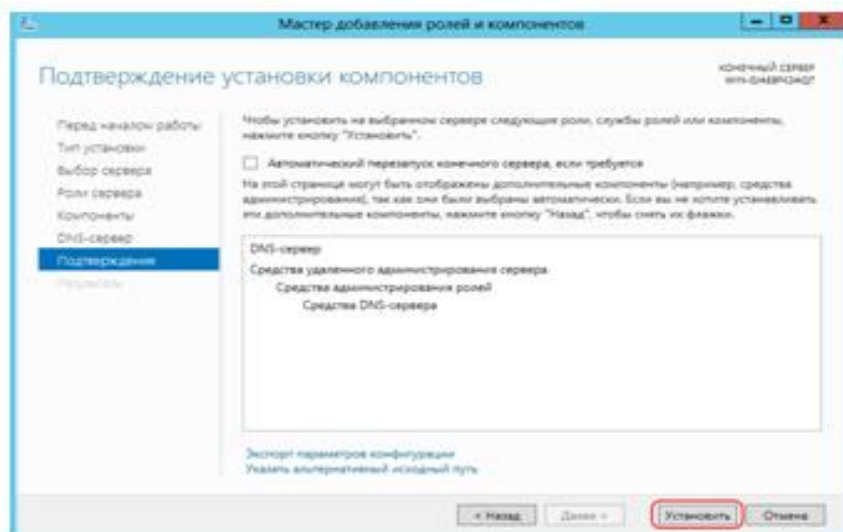 Мастер добавления ролей и компонентов
Подтверждение установки компонентов
КОНЕЧНЫЙ СЕРВЕР
Перед началом работы
Тип установки
Выбор сервера
Роли сервера
Компоненты
DNS-сервер
Подтверждение
Результаты
Чтобы установить на выбранном сервере следующие роли, службы ролей или компоненты,
нажмите кнопку "Установить".
Автоматический перезапуск конечного сервера, если требуется
На этой странице могут быть отображены дополнительные компоненты (например, средства
администрирования), так как они были выбраны автоматически. Если вы не хотите устанавливать
эти дополнительные компоненты, нажмите кнопку "Назад", чтобы снять их флажки.
DNS-сервер
Средства удаленного администрирования сервера
Средства администрирования ролей
Средства DNS-сервера
Экспорт параметров конфигурации
Указать альтернативный исходный путь
< Назад
Далее >
Установить
Отмена